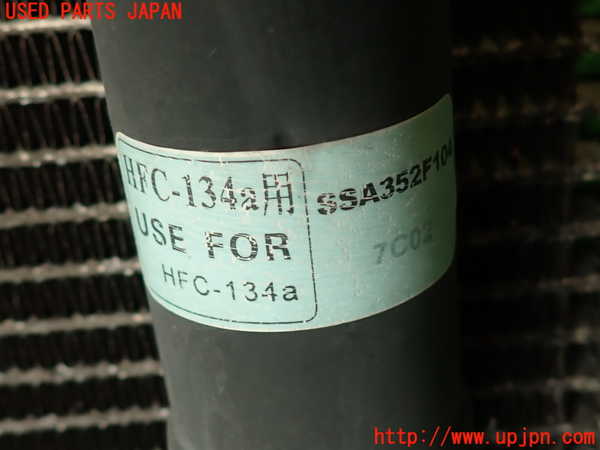 USED PARTS JAPAN
HFC-134a用
USE FOR
HFC-134a
SSA352F104
7C02
http://www.upjpn.com